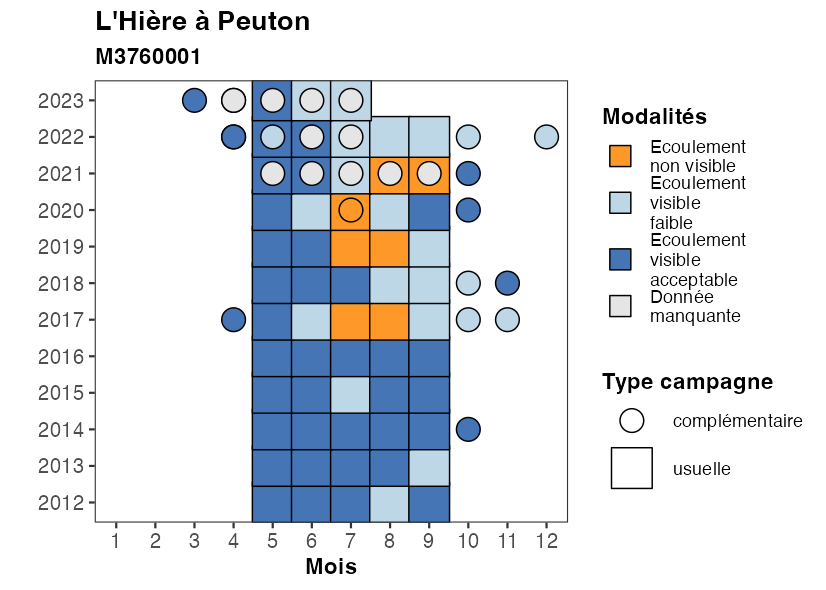 L'Hière à Peuton
M3760001
2023
2022
2021
2020
2019
2018
2017
2016
2015
2014
2013
2012
1 2 3 4 5 6 7 8 9 10 11 12
Mois
Modalités
Ecoulement
non visible
Ecoulement
visible
faible
Ecoulement
visible
acceptable
Donnée
manquante
Type campagne
complémentaire
usuelle